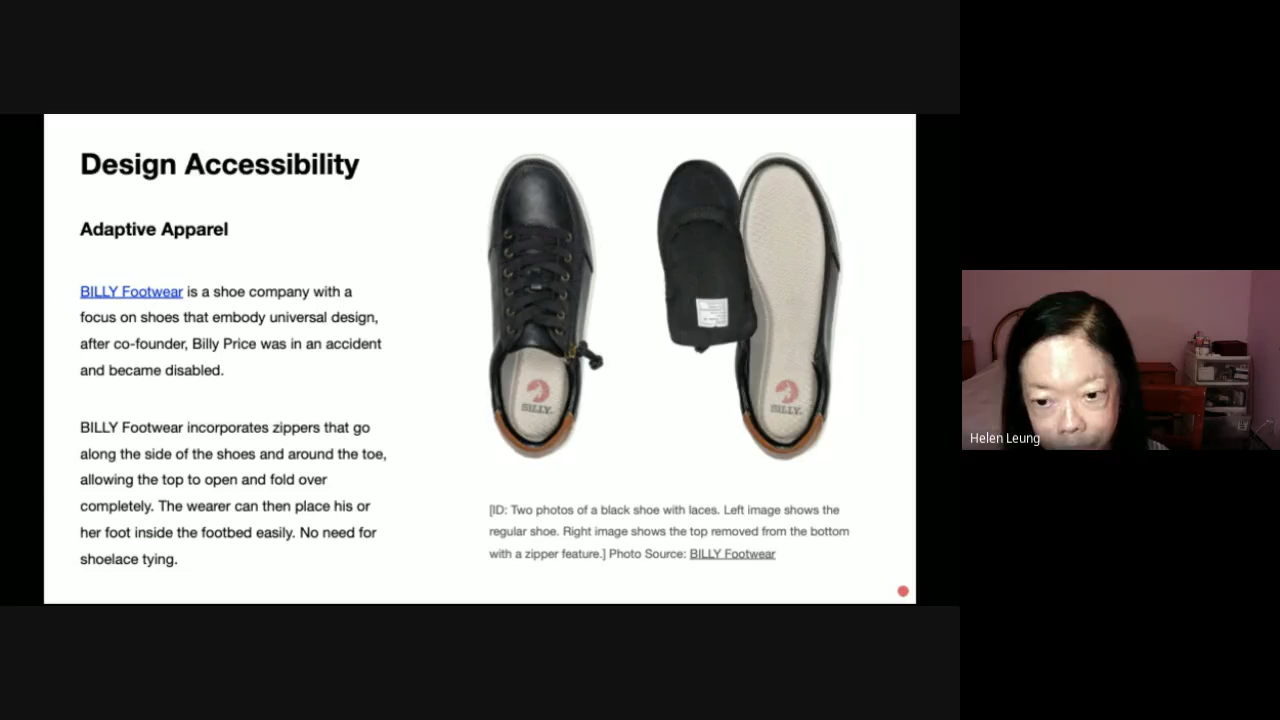 Design Accessibility
Adaptive Apparel
BILLY Footwear is a shoe company with a
focus on shoes that embody universal design,
after co-founder, Billy Price was in an accident
and became disabled.
BILLY Footwear incorporates zippers that go
along the side of the shoes and around the toe,
allowing the top to open and fold over
completely. The wearer can then place his or
her foot inside the footbed easily. No need for
shoelace tying.
BILLY.
BILLY.
[ID: Two photos of a black shoe with laces. Left image shows the
regular shoe. Right image shows the top removed from the bottom
with a zipper feature.] Photo Source: BILLY Footwear
Helen Leung